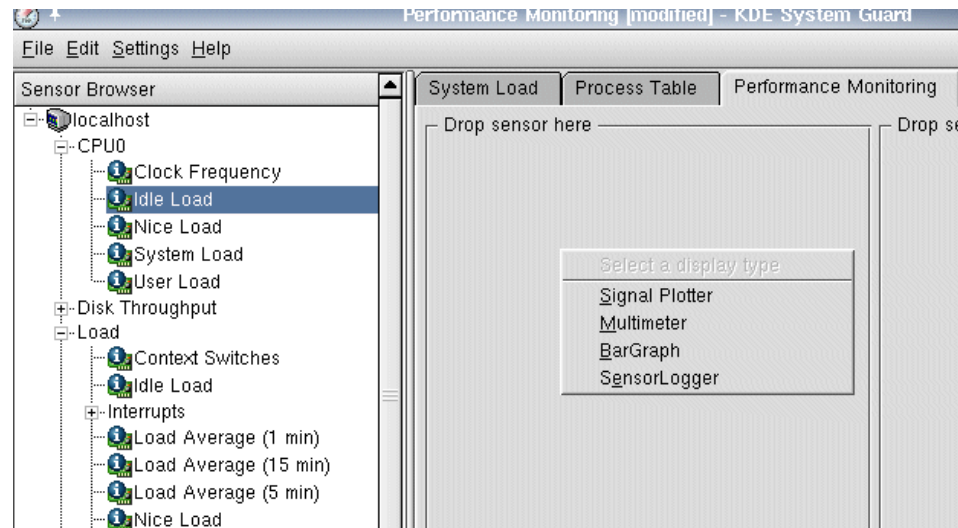 Performance Monitoring [modified] - KDE System Guard
File Edit Settings Help
Sensor Browser
localhost
CPU0
Clock Frequency
Idle Load
Nice Load
System Load
User Load
Disk Throughput
Load
Context Switches
Idle Load
Interrupts
Load Average (1 min)
Load Average (15 min)
Load Average (5 min)
Nice Load
System Load Process Table Performance Monitoring
Drop sensor here
Drop se
Select a display type
Signal Plotter
Multimeter
BarGraph
SensorLogger